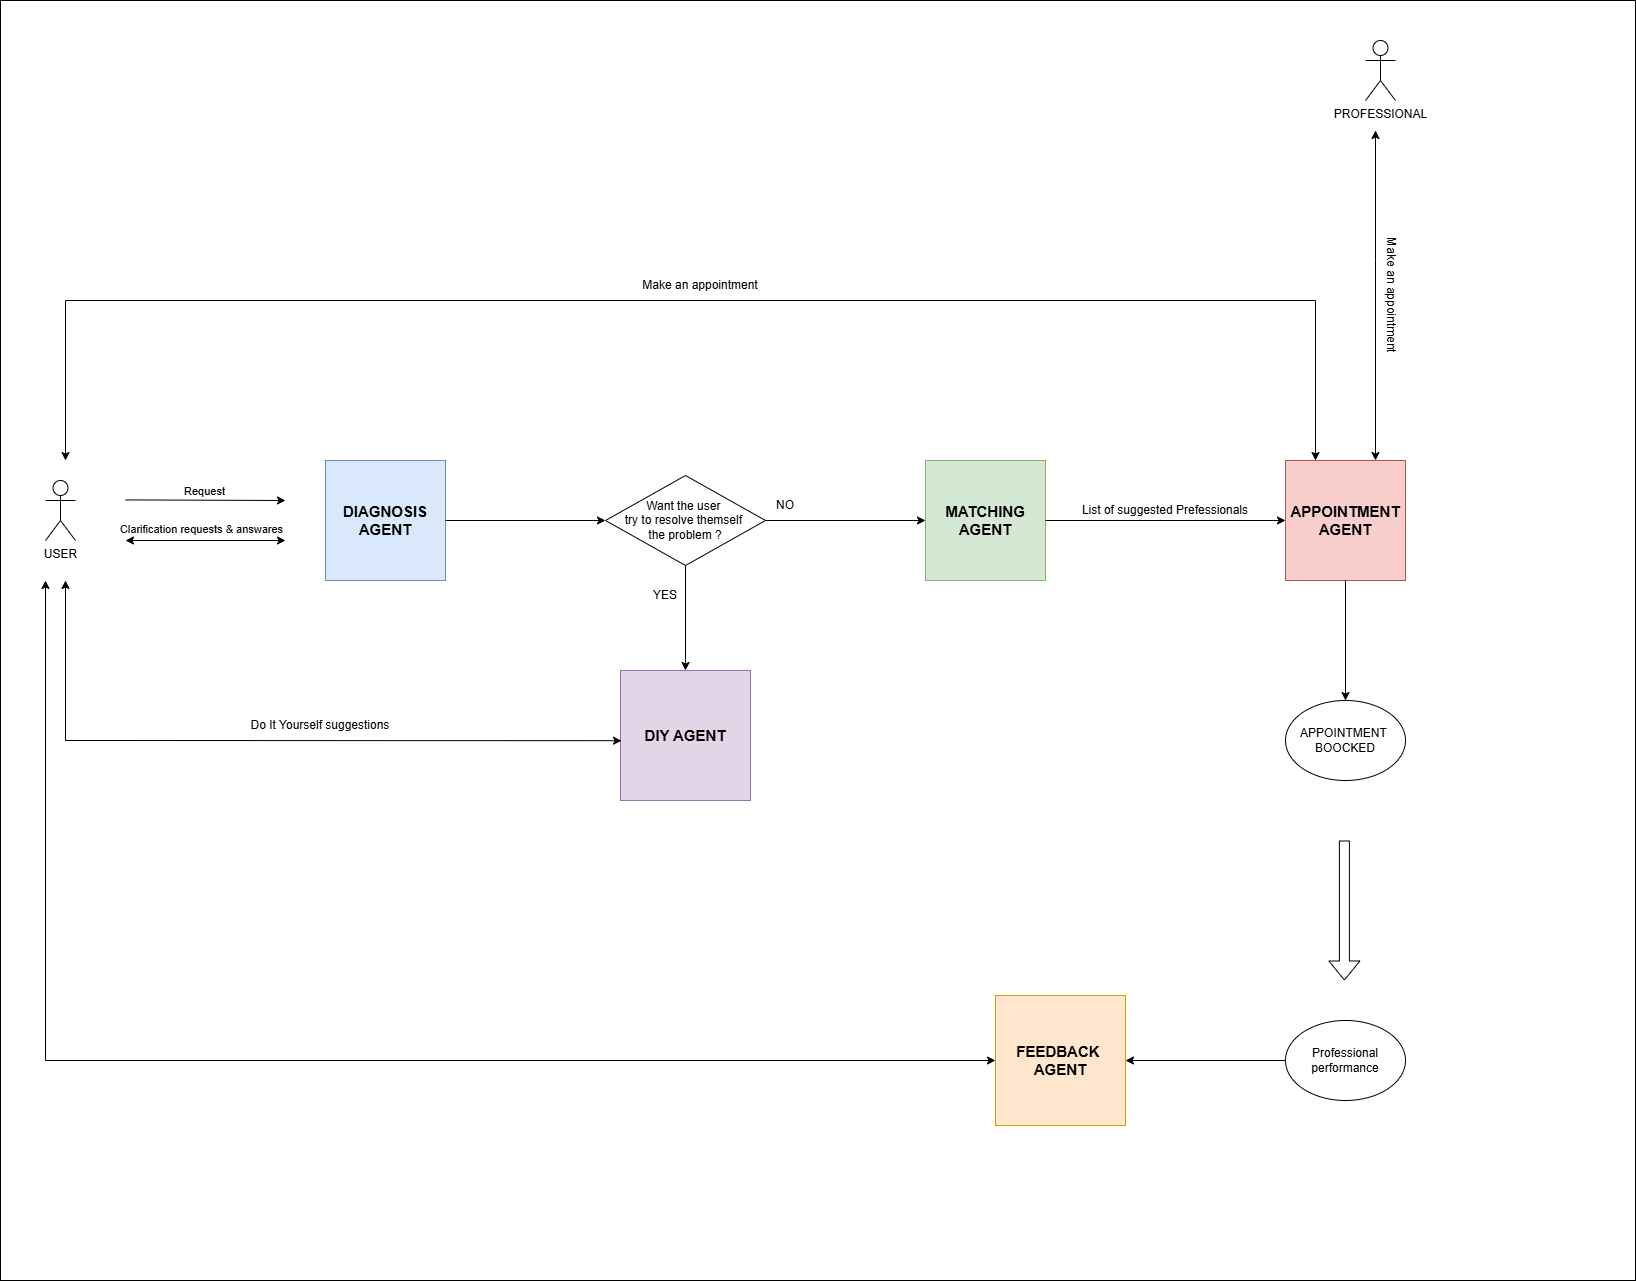 PROFESSIONAL
Make an appointment
Make an appointment
Request
Clarification requests & answares
USER
DIAGNOSIS
AGENT
Want the user
try to resolve themself
the problem ?
NO
YES
MATCHING
AGENT
List of suggested Prefessionals
APPOINTMENT
AGENT
Do It Yourself suggestions
DIY AGENT
APPOINTMENT
BOOCKED
FEEDBACK
AGENT
Professional
performance